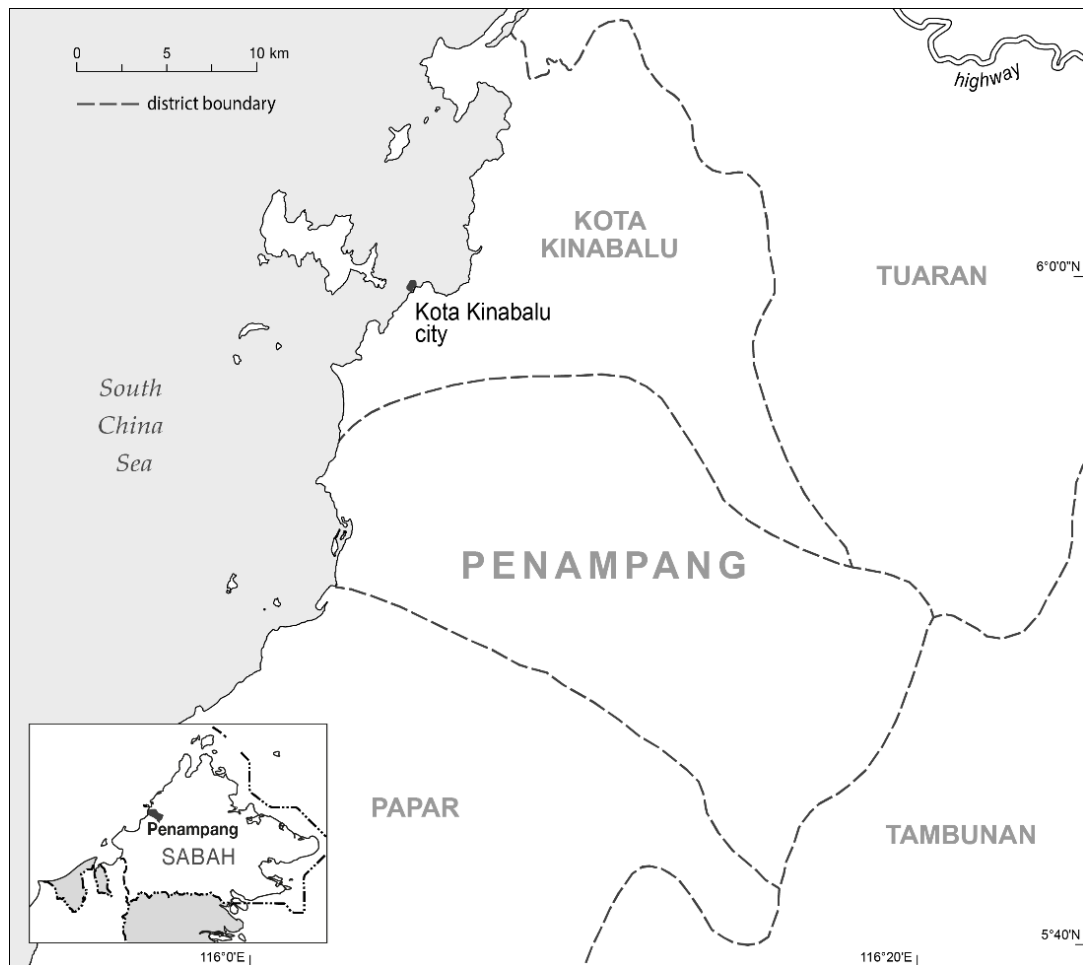 0 5 10 km
district boundary
highway
KOTA
KINABALU
TUARAN
6°0'0"N
Kota Kinabalu
city
South
China
Sea
PENAMPANG
PAPAR
TAMBUNAN
Penampang
SABAH
5°40'N
116°0'E
116°20'E